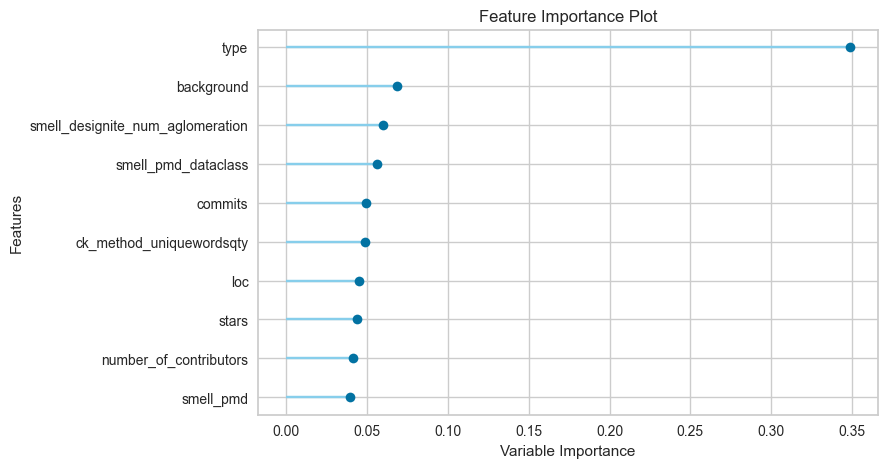 Feature Importance Plot
type
background
smell_designite_num_aglomeration
smell_pmd_dataclass
commits
ck_method_uniquewordsqty
loc
stars
number_of_contributors
smell_pmd
Features
0.00 0.05 0.10 0.15 0.20 0.25 0.30 0.35
Variable Importance